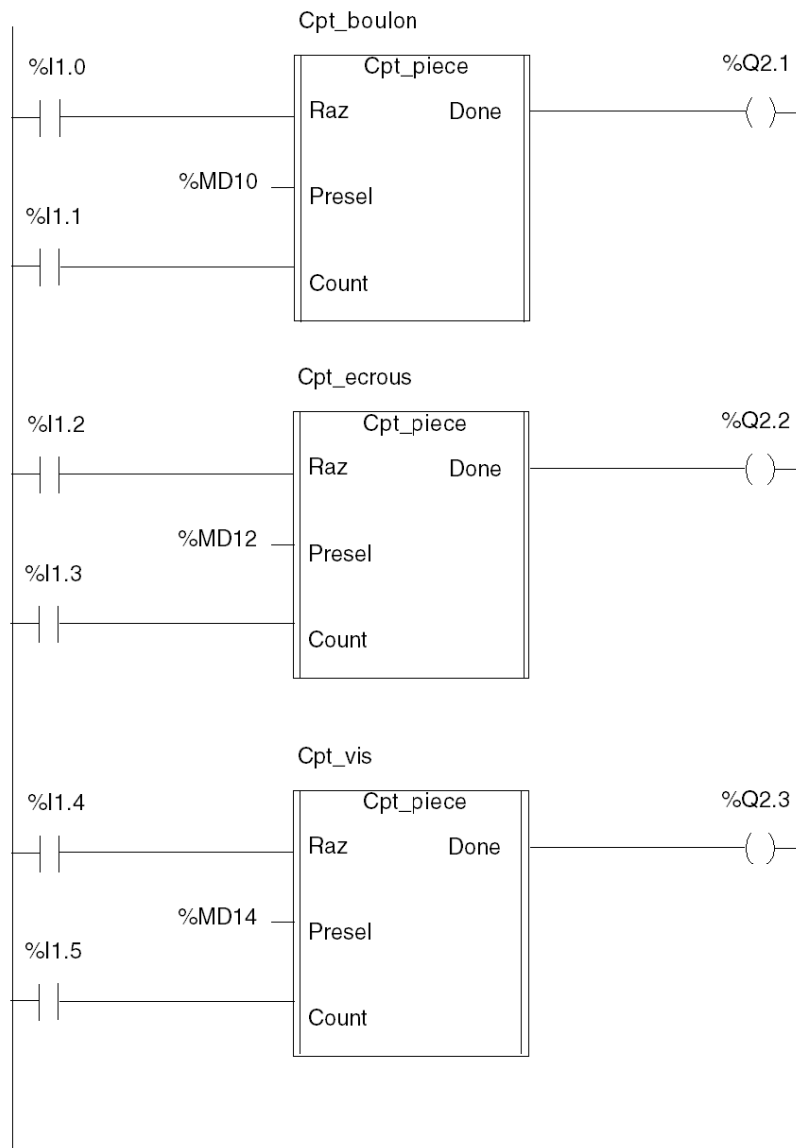 Cpt_boulon
%I1.0
Cpt_piece
%Q2.1
Raz
Done
%MD10
Presel
%I1.1
Count
Cpt_ecrous
%I1.2
Cpt_piece
%Q2.2
Raz
Done
%MD12
Presel
%I1.3
Count
Cpt_vis
%I1.4
Cpt_piece
%Q2.3
Raz
Done
%MD14
Presel
%I1.5
Count